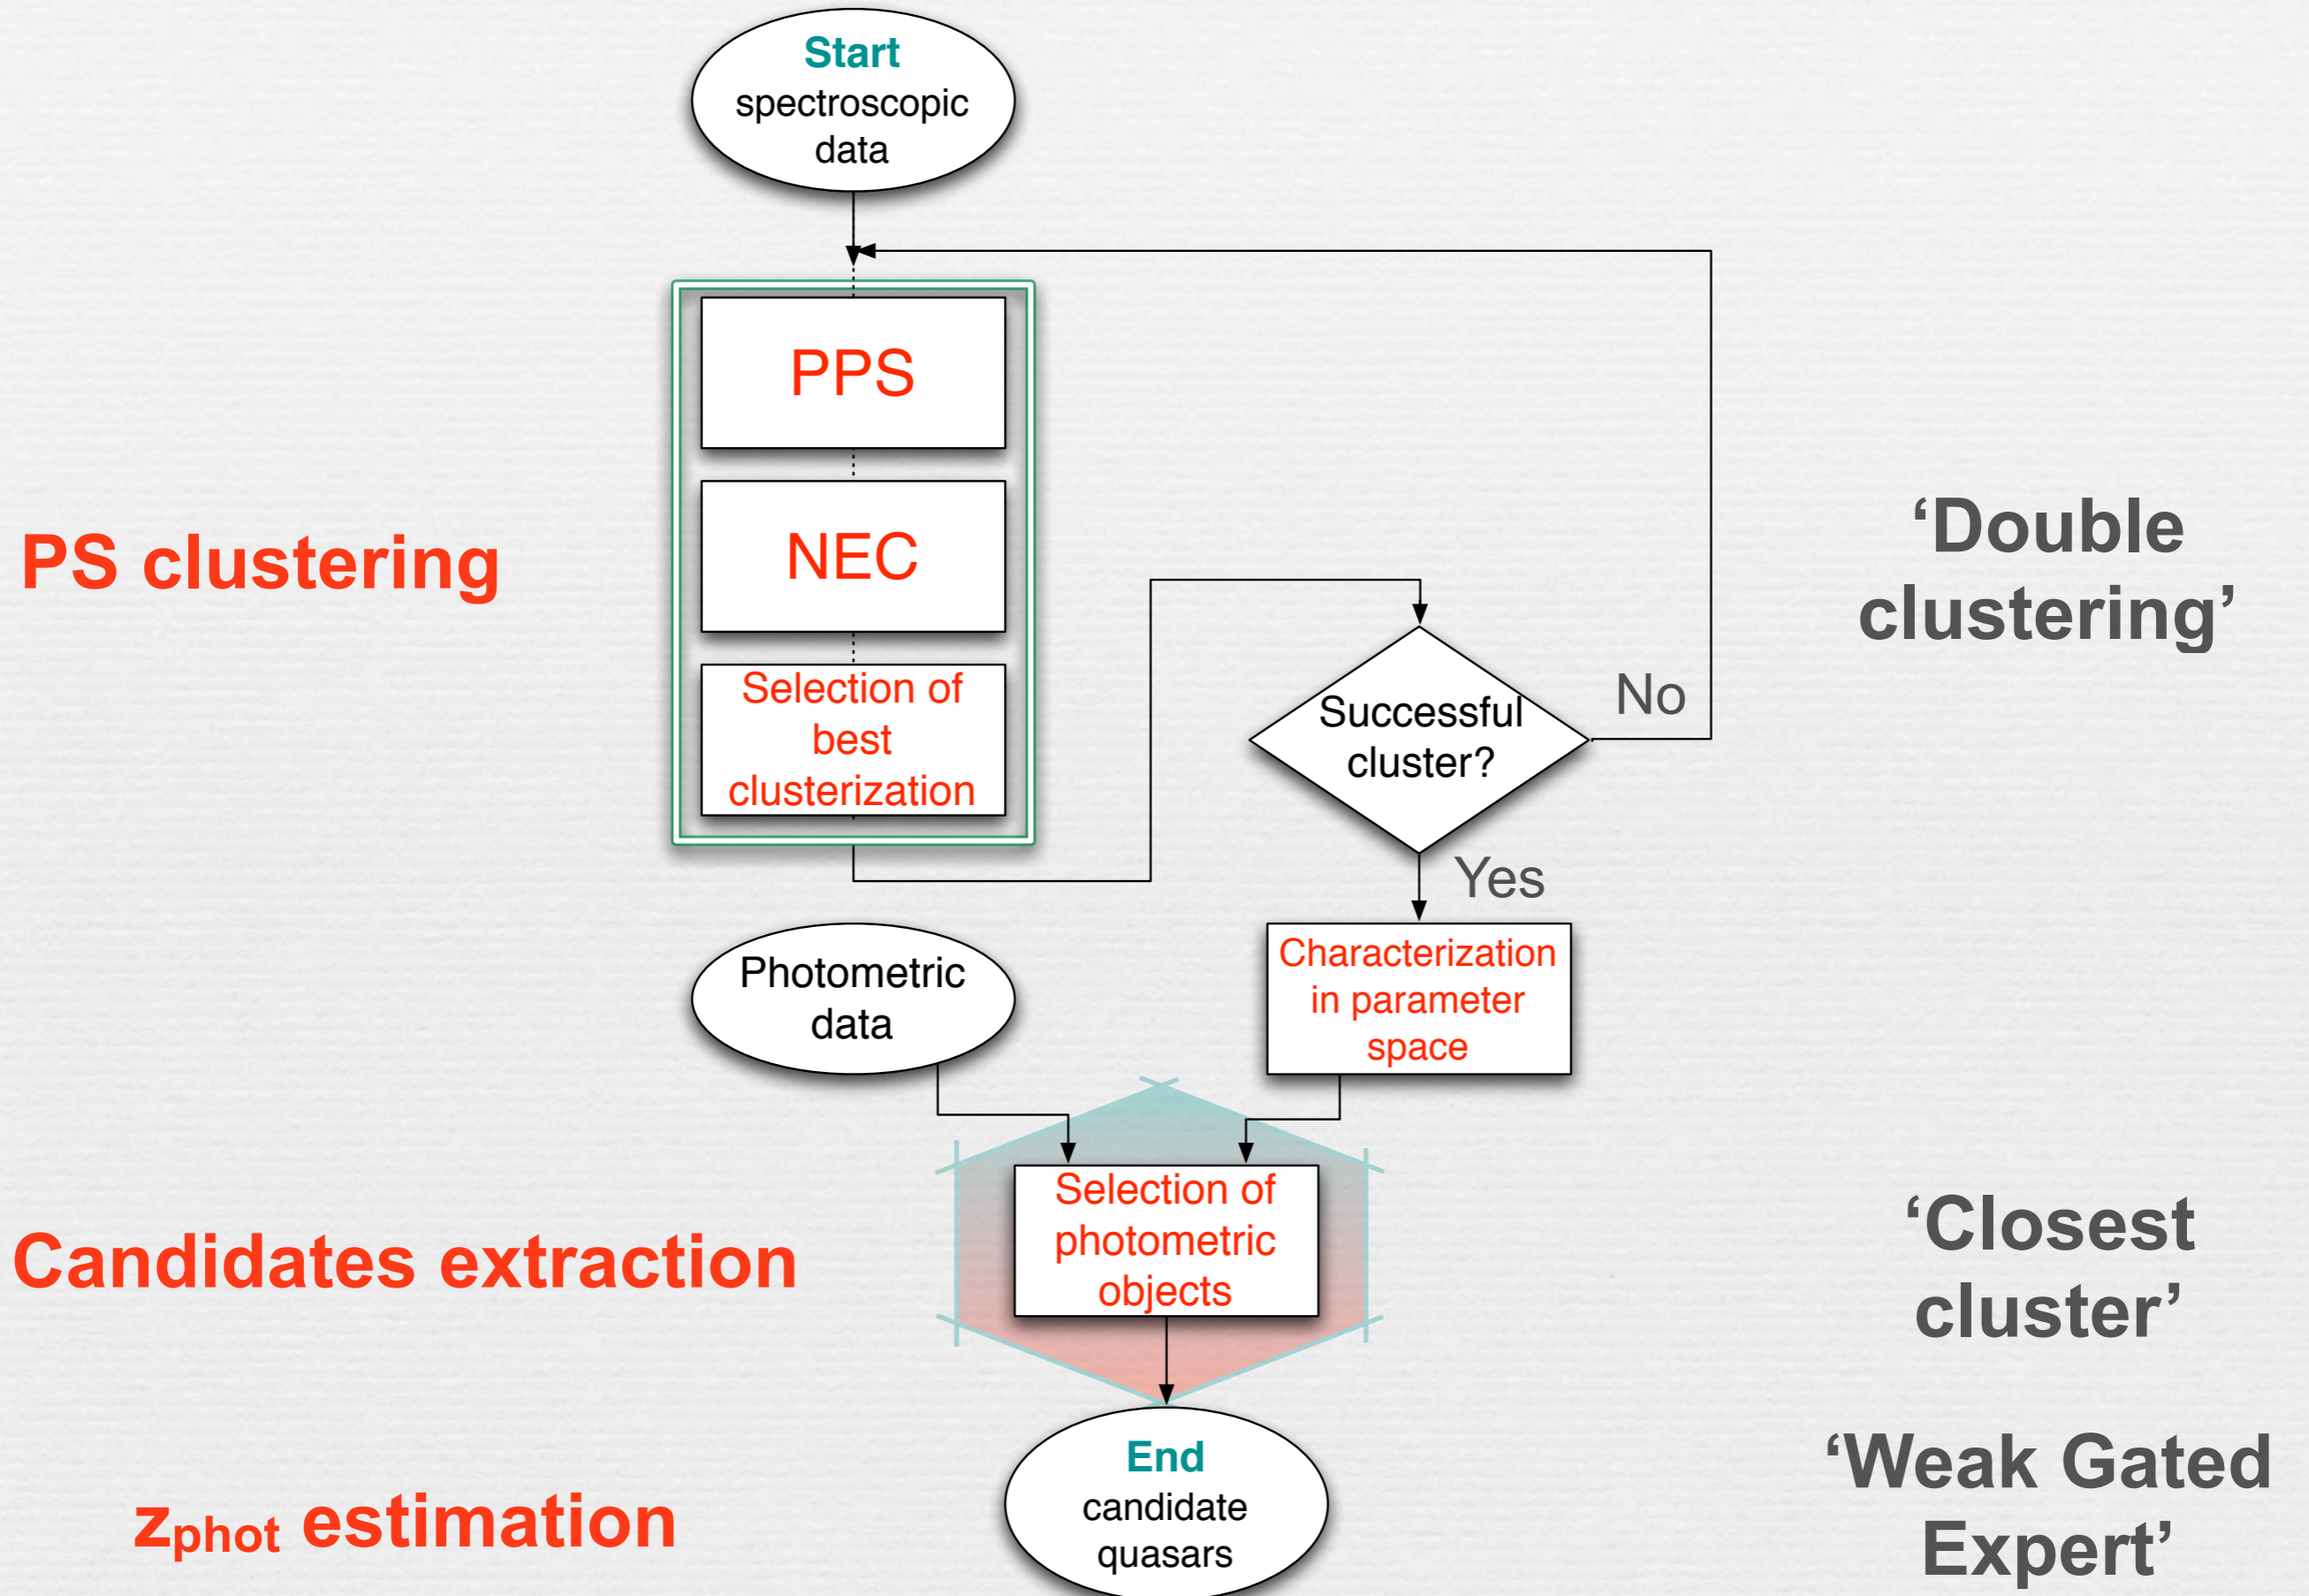 Start
spectroscopic
data
PPS
NEC
PS clustering
‘Double
clustering’
Selection of
best
clusterization
Successful
cluster?
No
Yes
Photometric
data
Characterization
in parameter
space
Selection of
photometric
objects
Candidates extraction
‘Closest
cluster’
End
candidate
quasars
zphot estimation
‘Weak Gated
Expert’